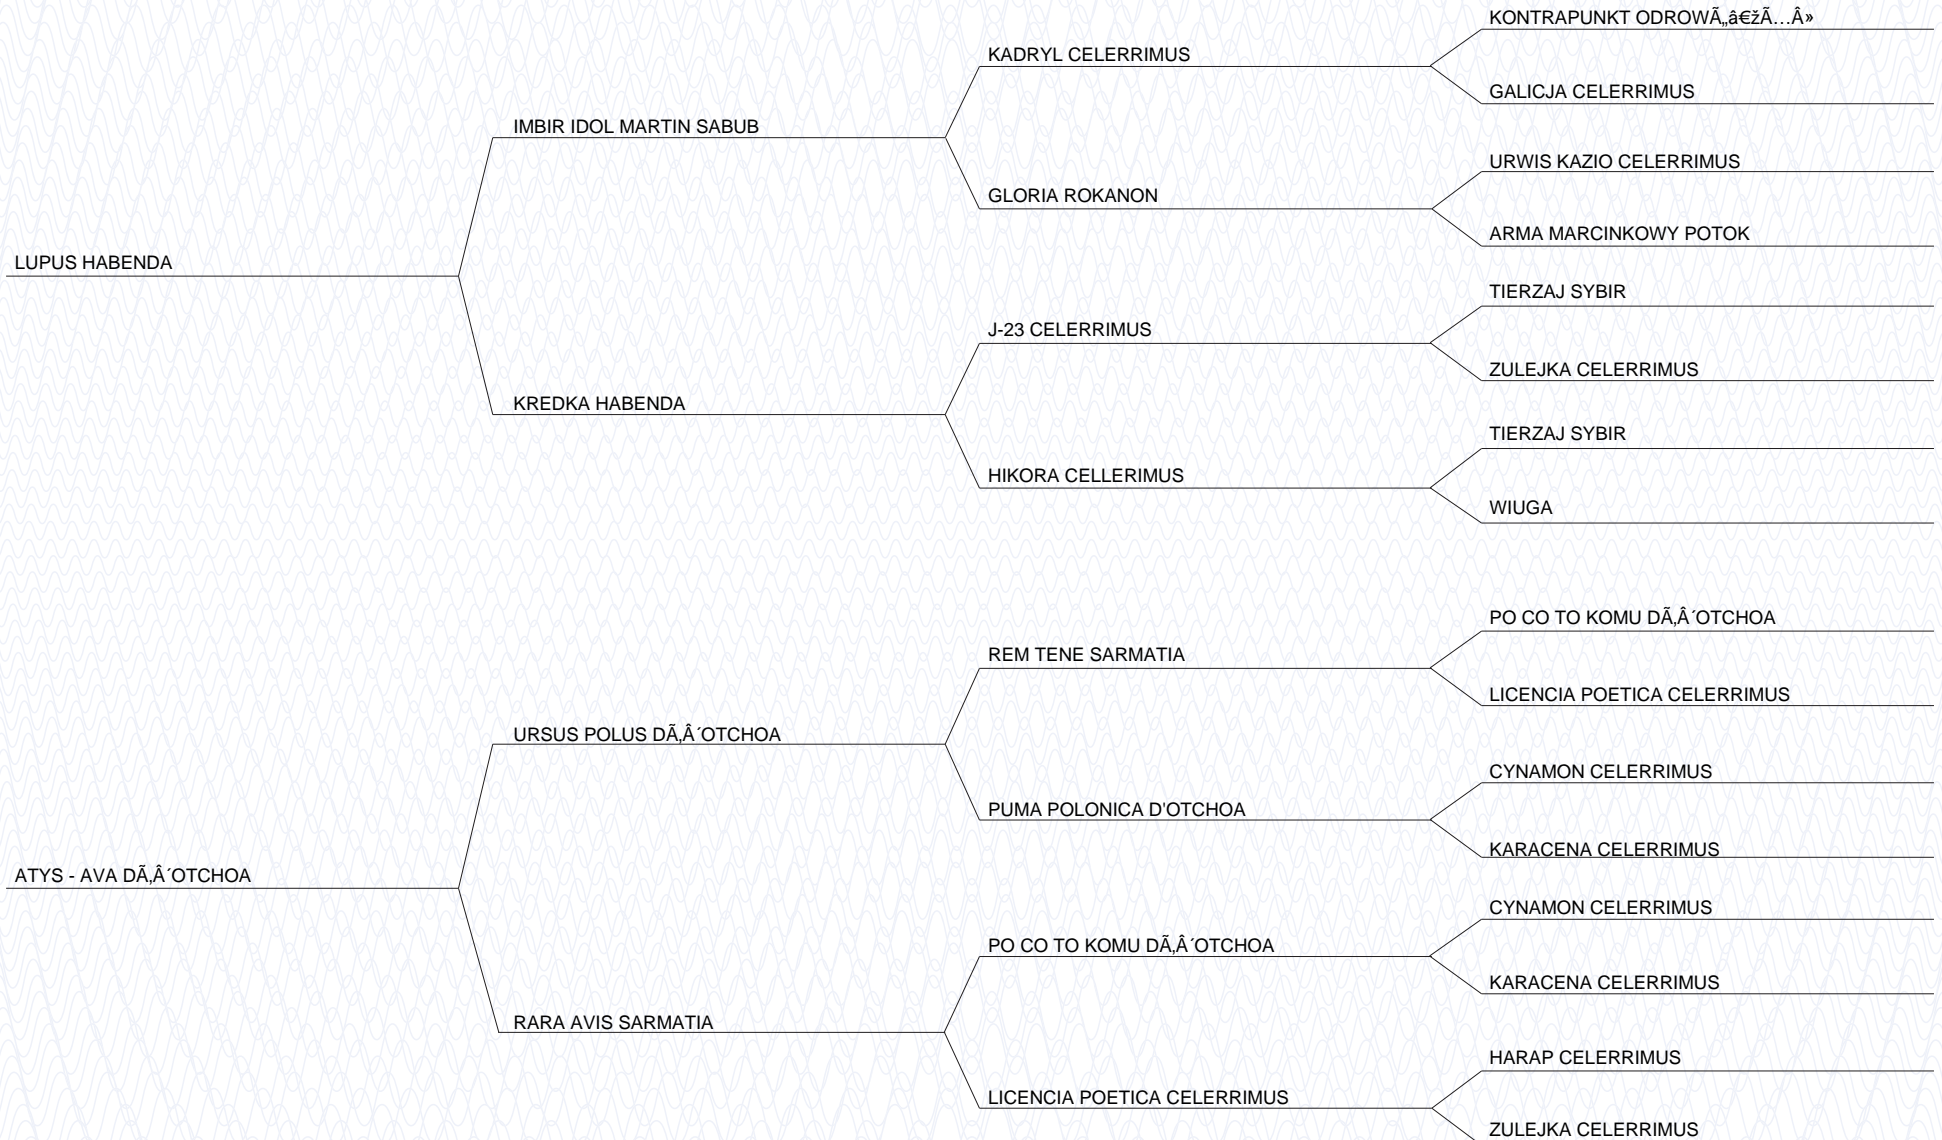 KONTRAPUNKT ODROWÃ„â€žÃ…Â»
KADRYL CELERRIMUS
GALICJA CELERRIMUS
IMBIR IDOL MARTIN SABUB
URWIS KAZIO CELERRIMUS
GLORIA ROKANON
ARMA MARCINKOWY POTOK
LUPUS HABENDA
TIERZAJ SYBIR
J-23 CELERRIMUS
ZULEJKA CELERRIMUS
KREDKA HABENDA
TIERZAJ SYBIR
HIKORA CELLERIMUS
WIUGA
PO CO TO KOMU DÃ‚Â´OTCHOA
REM TENE SARMATIA
LICENCIA POETICA CELERRIMUS
URSUS POLUS DÃ‚Â´OTCHOA
CYNAMON CELERRIMUS
PUMA POLONICA D'OTCHOA
KARACENA CELERRIMUS
ATYS - AVA DÃ‚Â´OTCHOA
CYNAMON CELERRIMUS
PO CO TO KOMU DÃ‚Â´OTCHOA
KARACENA CELERRIMUS
RARA AVIS SARMATIA
HARAP CELERRIMUS
LICENCIA POETICA CELERRIMUS
ZULEJKA CELERRIMUS